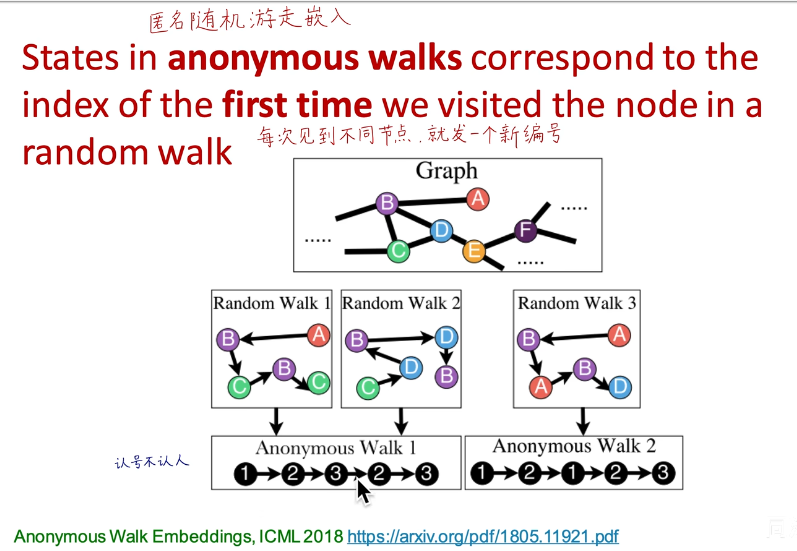 匿名随机游走嵌入
States in anonymous walks correspond to the
index of the first time we visited the node in a
random walk
每次见到不同节点，就发一个新编号
Graph
B
A
.....
D
F
.....
C
E
.....
Random Walk 1
Random Walk 2
Random Walk 3
B
A
C
B
C
B
D
C
D
B
B
A
A
B
D
认号不认人
Anonymous Walk 1
1 2 3 2 3
Anonymous Walk 2
1 2 1 2 3
Anonymous Walk Embeddings, ICML 2018 https://arxiv.org/pdf/1805.11921.pdf